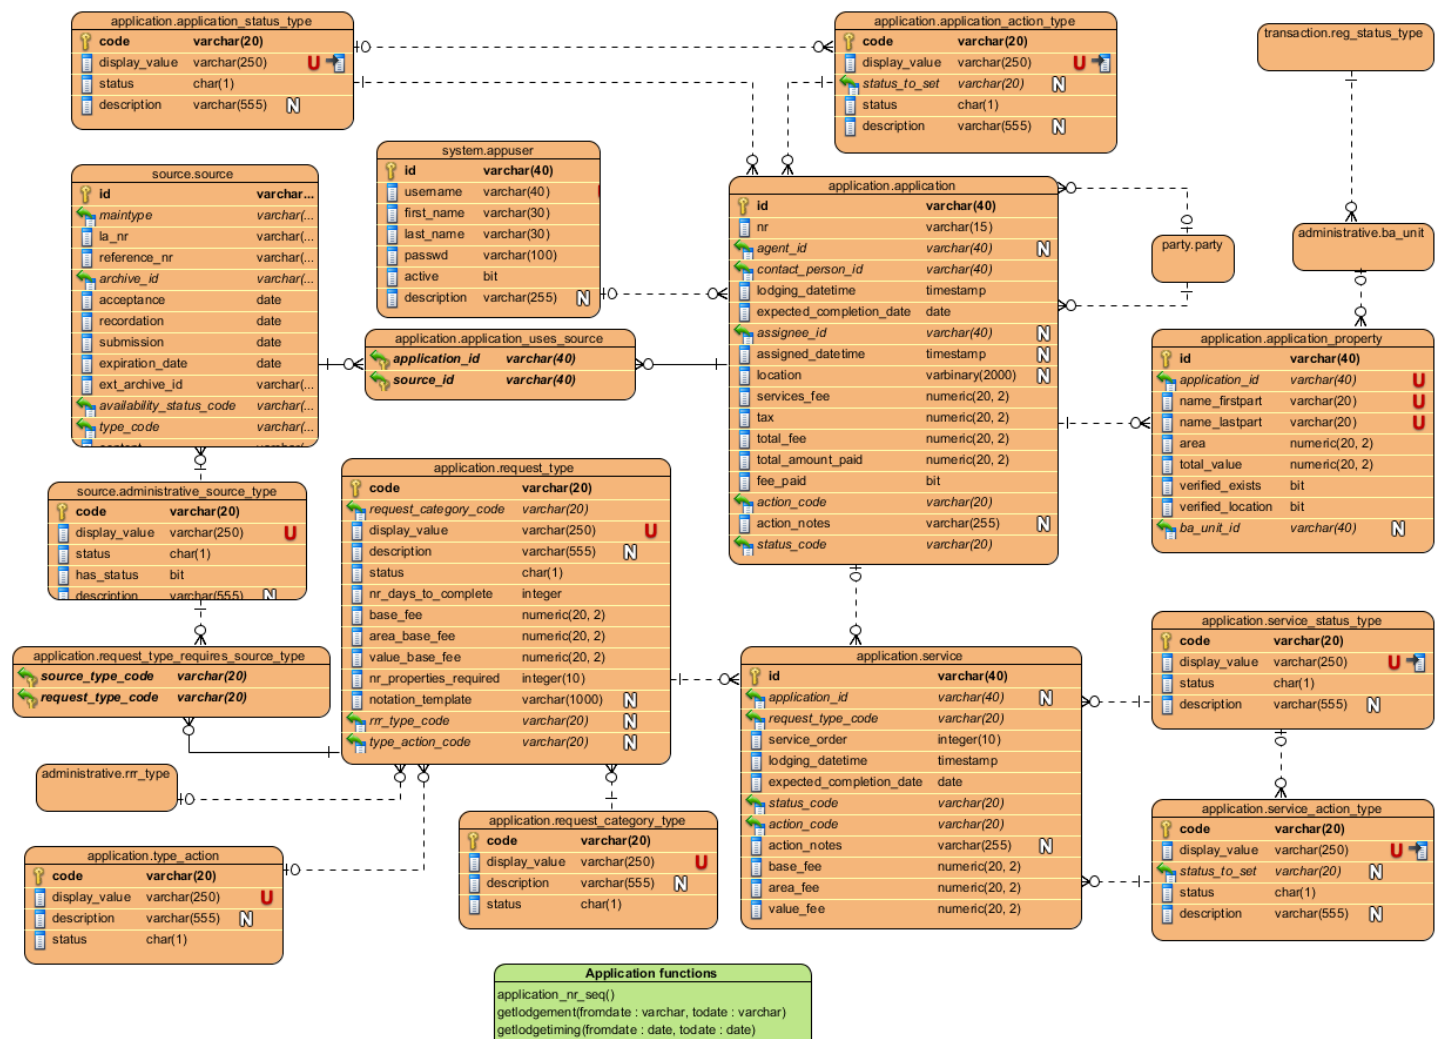 application.application_status_type
code varchar(20)
display_value varchar(250) U
status char(1)
description varchar(555) N
application.application_action_type
code varchar(20)
display_value varchar(250) U
status_to_set varchar(20) N
status char(1)
description varchar(555) N
transaction.reg_status_type
system.appuser
id varchar(40)
username varchar(40)
first_name varchar(30)
last_name varchar(30)
passwd varchar(100)
active bit
description varchar(255) N
source.source
id varchar...
maintype varchar(...
la_nr varchar(...
reference_nr varchar(...
archive_id varchar(...
acceptance date
recordation date
submission date
expiration_date date
ext_archive_id varchar(...
availability_status_code varchar(...
type_code varchar(...
application.application
id varchar(40)
nr varchar(15)
agent_id varchar(40) N
contact_person_id varchar(40)
lodging_datetime timestamp
expected_completion_date date
assignee_id varchar(40) N
assigned_datetime timestamp N
location varbinary(2000) N
services_fee numeric(20, 2)
tax numeric(20, 2)
total_fee numeric(20, 2)
total_amount_paid numeric(20, 2)
fee_paid bit
action_code varchar(20)
action_notes varchar(255) N
status_code varchar(20)
party.party
administrative.ba_unit
application.application_uses_source
application_id varchar(40)
source_id varchar(40)
application.application_property
id varchar(40)
application_id varchar(40) U
name_firstpart varchar(20) U
name_lastpart varchar(20) U
area numeric(20, 2)
total_value numeric(20, 2)
verified_exists bit
verified_location bit
ba_unit_id varchar(40) N
source.administrative_source_type
code varchar(20)
display_value varchar(250) U
status char(1)
has_status bit
description varchar(555) N
application.request_type
code varchar(20)
request_category_code varchar(20)
display_value varchar(250) U
description varchar(555) N
status char(1)
nr_days_to_complete integer
base_fee numeric(20, 2)
area_base_fee numeric(20, 2)
value_base_fee numeric(20, 2)
nr_properties_required integer(10)
notation_template varchar(1000) N
rrr_type_code varchar(20) N
type_action_code varchar(20) N
application.request_type_requires_source_type
source_type_code varchar(20)
request_type_code varchar(20)
administrative.rrr_type
application.type_action
code varchar(20)
display_value varchar(250) U
description varchar(555) N
status char(1)
application.request_category_type
code varchar(20)
display_value varchar(250) U
description varchar(555) N
status char(1)
application.service
id varchar(40)
application_id varchar(40) N
request_type_code varchar(20)
service_order integer(10)
lodging_datetime timestamp
expected_completion_date date
status_code varchar(20)
action_code varchar(20)
action_notes varchar(255) N
base_fee numeric(20, 2)
area_fee numeric(20, 2)
value_fee numeric(20, 2)
application.service_status_type
code varchar(20)
display_value varchar(250) U
status char(1)
description varchar(555) N
application.service_action_type
code varchar(20)
display_value varchar(250) U
status_to_set varchar(20) N
status char(1)
description varchar(555) N
Application functions
application_nr_seq()
getlodgement(fromdate : varchar, todate : varchar)
getlodgetiming(fromdate : date, todate : date)